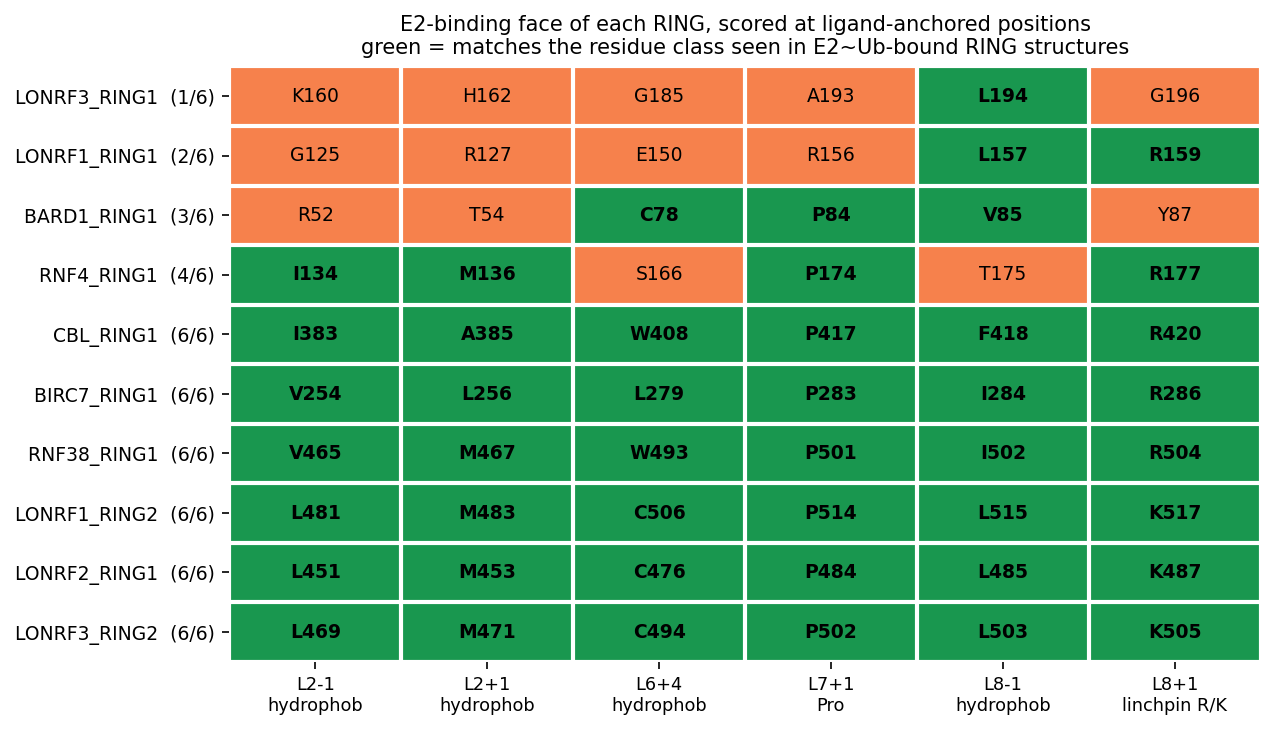 E2-binding face of each RING, scored at ligand-anchored positions
green = matches the residue class seen in E2~Ub-bound RING structures
LONRF3_RING1 (1/6) K160 H162 G185 A193 L194 G196
LONRF1_RING1 (2/6) G125 R127 E150 R156 L157 R159
BARD1_RING1 (3/6) R52 T54 C78 P84 V85 Y87
RNF4_RING1 (4/6) I134 M136 S166 P174 T175 R177
CBL_RING1 (6/6) I383 A385 W408 P417 F418 R420
BIRC7_RING1 (6/6) V254 L256 L279 P283 I284 R286
RNF38_RING1 (6/6) V465 M467 W493 P501 I502 R504
LONRF1_RING2 (6/6) L481 M483 C506 P514 L515 K517
LONRF2_RING1 (6/6) L451 M453 C476 P484 L485 K487
LONRF3_RING2 (6/6) L469 M471 C494 P502 L503 K505
L2-1 L2+1 L6+4 L7+1 L8-1 L8+1
hydrophob hydrophob hydrophob Pro hydrophob linchpin R/K